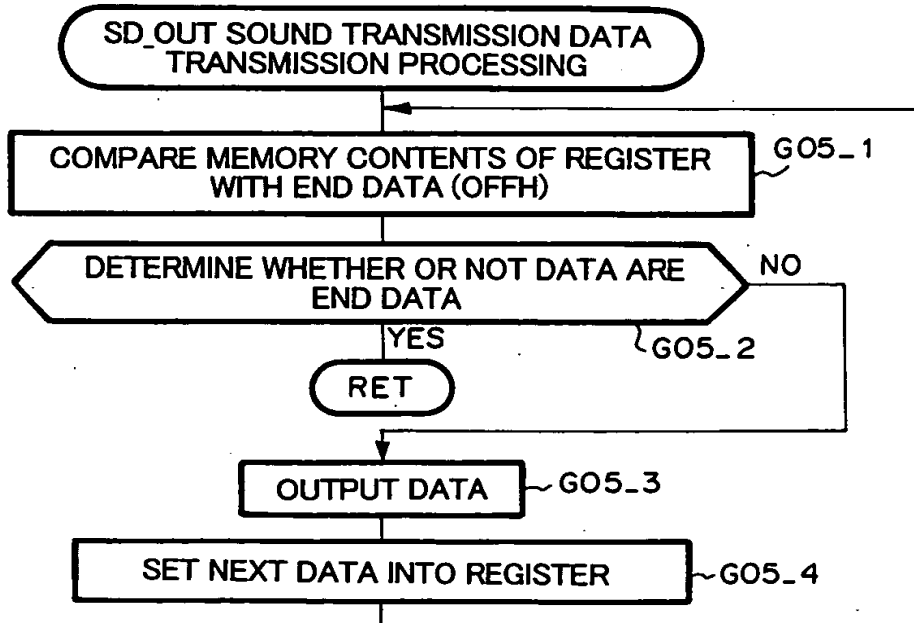 SD_OUT SOUND TRANSMISSION DATA
TRANSMISSION PROCESSING
COMPARE MEMORY CONTENTS OF REGISTER
WITH END DATA (OFFH)
G05_1
DETERMINE WHETHER OR NOT DATA ARE
END DATA
NO
YES
G05_2
RET
OUTPUT DATA
G05_3
SET NEXT DATA INTO REGISTER
G05_4